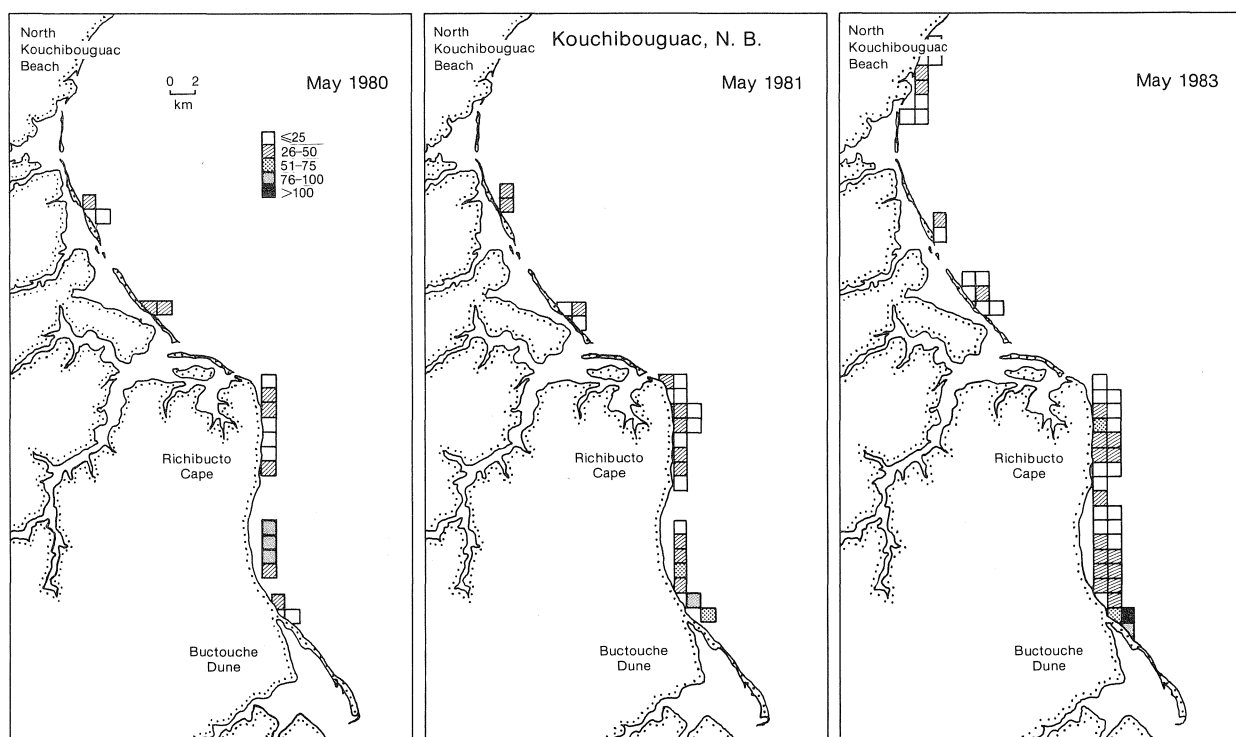 North
Kouchibouguac
Beach
0 2
km
May 1980
≤25
26-50
51-75
76-100
>100
Richibucto
Cape
Buctouche
Dune
Kouchibouguac, N. B.
North
Kouchibouguac
Beach
May 1981
Richibucto
Cape
Buctouche
Dune
North
Kouchibouguac
Beach
May 1983
Richibucto
Cape
Buctouche
Dune